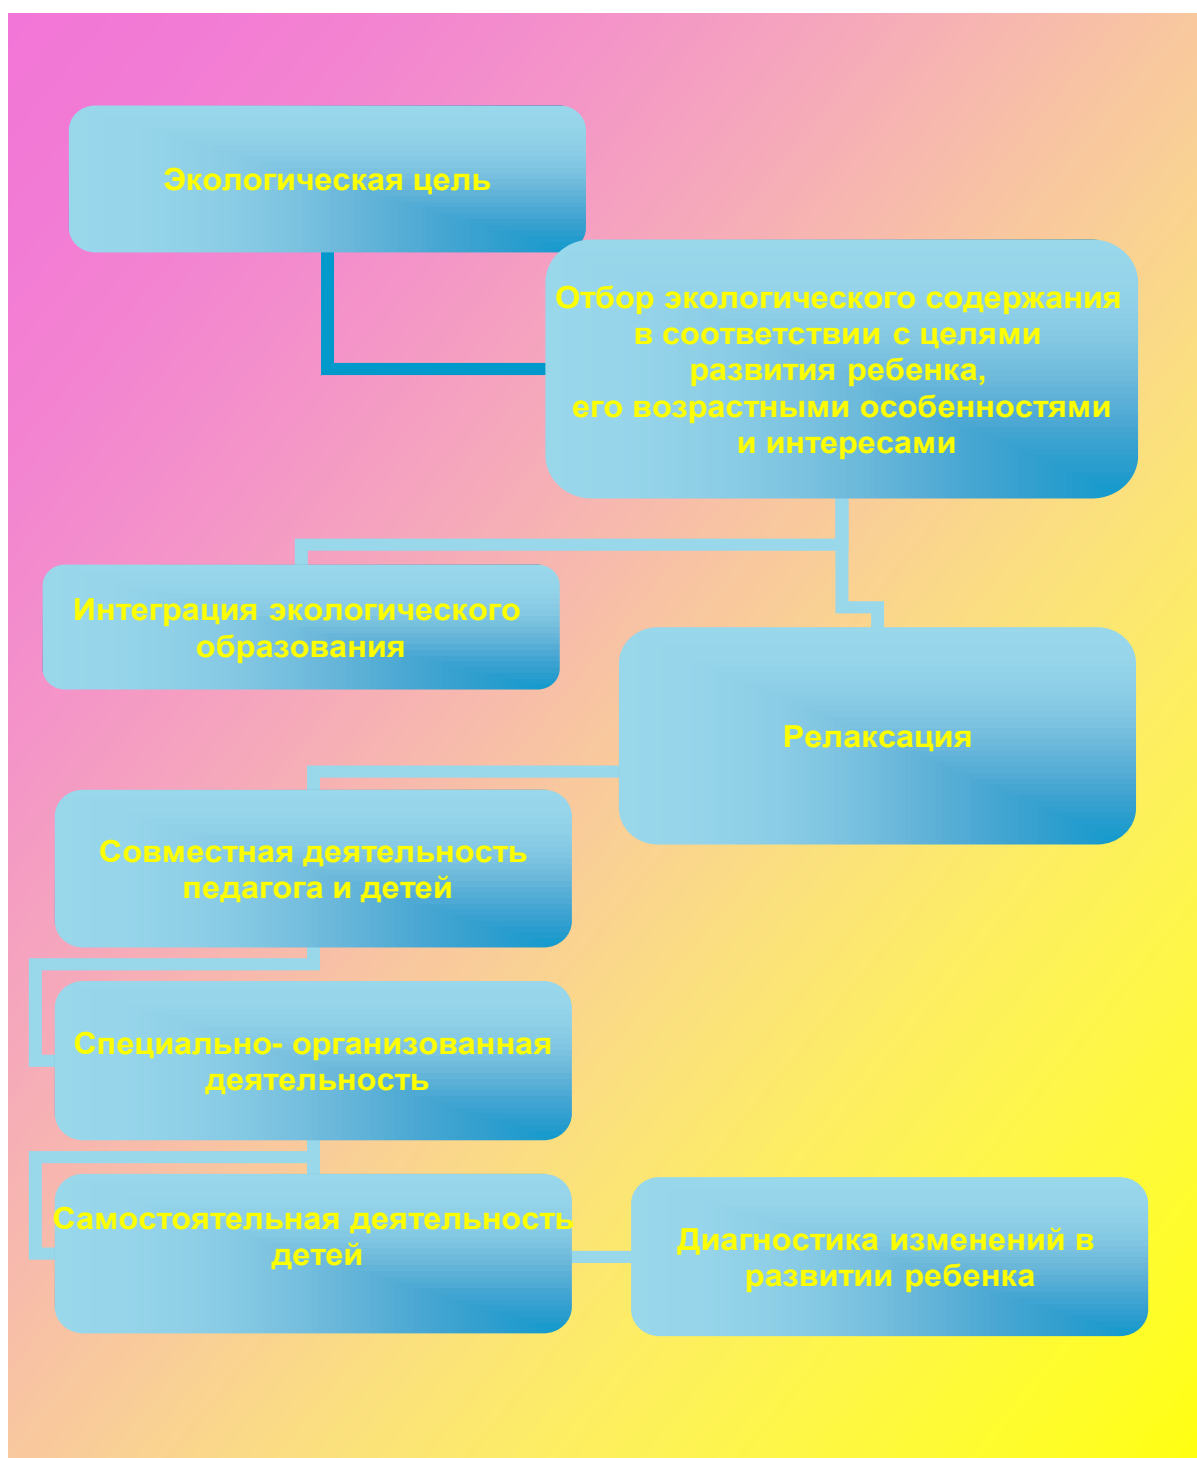 Экологическая цель
Отбор экологического содержания
в соответствии с целями
развития ребенка,
его возрастными особенностями
и интересами
Интеграция экологического
образования
Релаксация
Совместная деятельность
педагога и детей
Специально- организованная
деятельность
Самостоятельная деятельность
детей
Диагностика изменений в
развитии ребенка